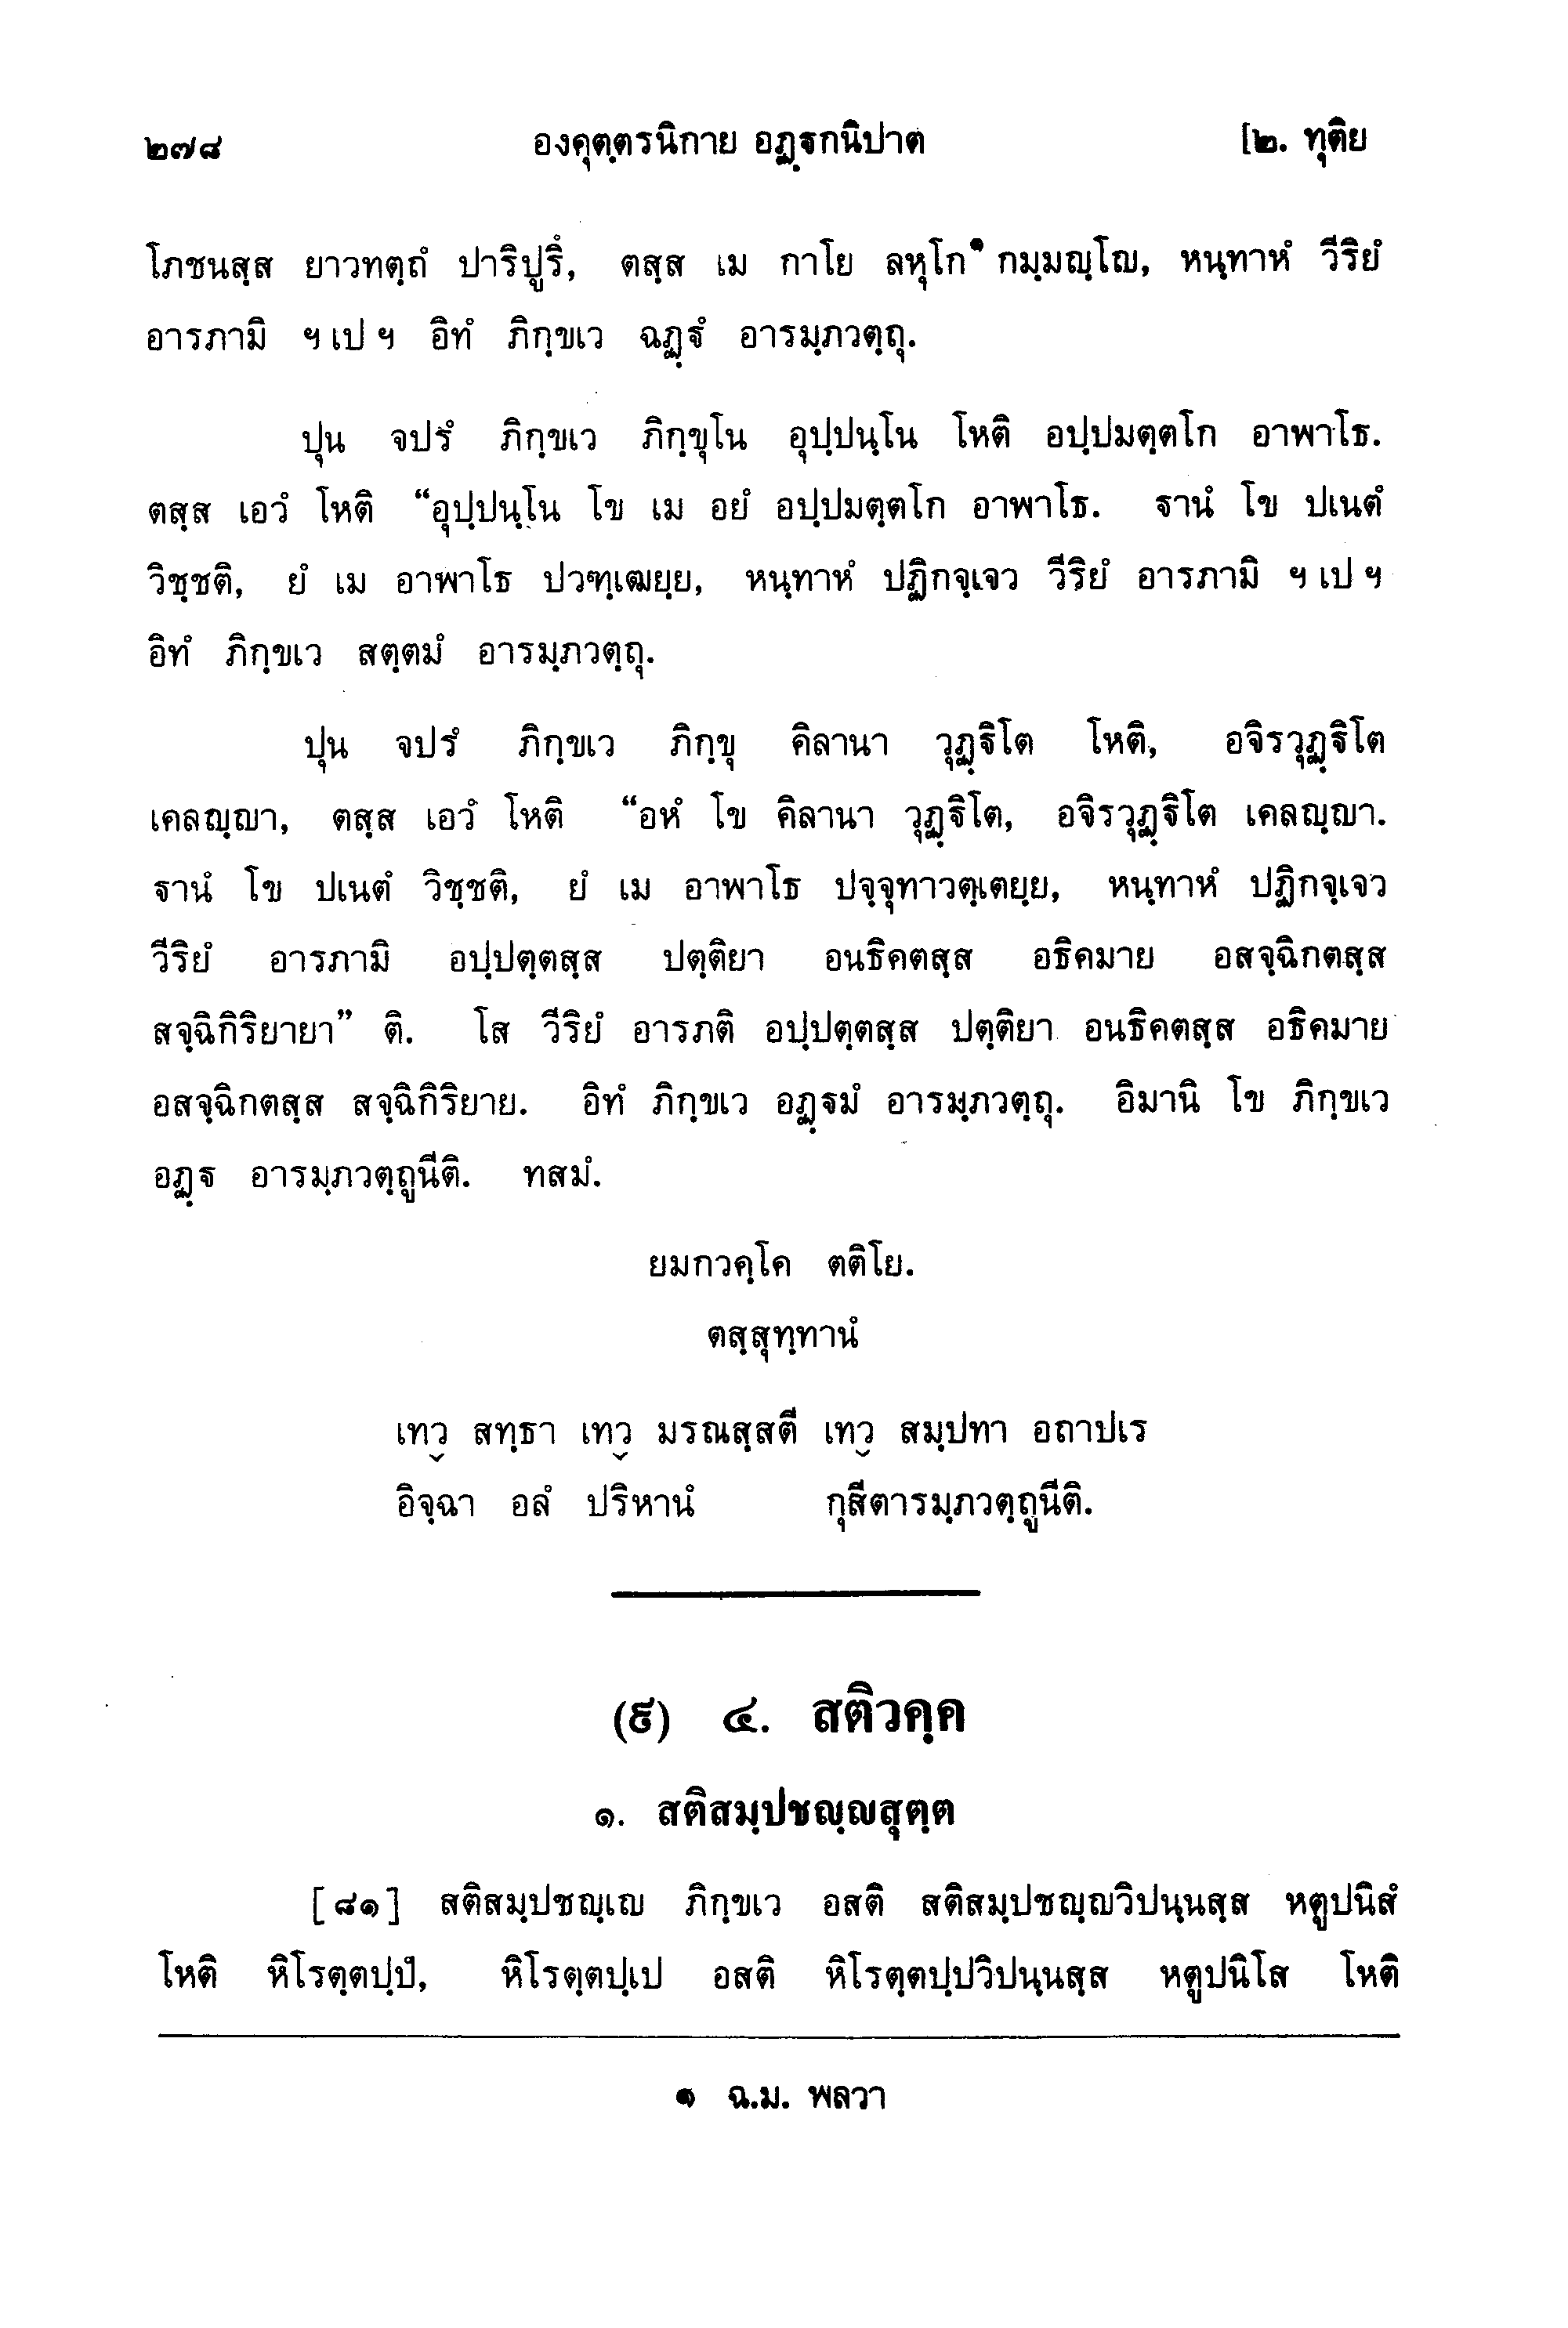 ๒๗๘ องฺคุตฺตรนิกาย อฏฺฐกนิปาต [๒. ทุติย
โภชนสฺส ยาวทตฺถํ ปาริปูริํ, ตสฺส เม กาโย ลหุโก๑ กมฺมญฺโญ, หนฺทาหํ วีริยํ
อารภามิ ฯ เป ฯ อิทํ ภิกฺขเว ฉฏฺฐํ อารมฺภวตฺถุ.
ปุน จปรํ ภิกฺขเว ภิกฺขุโน อุปฺปนฺโน โหติ อปฺปมตฺตโก อาพาโธ.
ตสฺส เอวํ โหติ “อุปฺปนฺโน โข เม อยํ อปฺปมตฺตโก อาพาโธ. ฐานํ โข ปเนตํ
วิชฺชติ, ยํ เม อาพาโธ ปวฑฺเฒยฺย, หนฺทาหํ ปฏิกจฺเจว วีริยํ อารภามิ ฯ เป ฯ
อิทํ ภิกฺขเว สตฺตมํ อารมฺภวตฺถุ.
ปุน จปรํ ภิกฺขเว ภิกฺขุ คิลานา วุฏฺฐิโต โหติ, อจิรวุฏฺฐิโต
เคลญฺญา, ตสฺส เอวํ โหติ “อหํ โข คิลานา วุฏฺฐิโต, อจิรวุฏฺฐิโต เคลญฺญา.
ฐานํ โข ปเนตํ วิชฺชติ, ยํ เม อาพาโธ ปจฺจุทาวตฺเตยฺย, หนฺทาหํ ปฏิกจฺเจว
วีริยํ อารภามิ อปฺปตฺตสฺส ปตฺติยา อนธิคตสฺส อธิคมาย อสจฺฉิกตสฺส
สจฺฉิกิริยายา” ติ. โส วีริยํ อารภติ อปฺปตฺตสฺส ปตฺติยา อนธิคตสฺส อธิคมาย
อสจฺฉิกตสฺส สจฺฉิกิริยาย. อิทํ ภิกฺขเว อฏฺฐมํ อารมฺภวตฺถุ. อิมานิ โข ภิกฺขเว
อฏฺฐ อารมฺภวตฺถูนีติ. ทสมํ.
ยมกวคฺโค ตติโย.
ตสฺสุทฺทานํ
เทฺว สทฺธา เทฺว มรณสฺสตี เทฺว สมฺปทา อถาปเร
อิจฺฉา อลํ ปริหานํ กุสีตารมฺภวตฺถูนีติ.
(๙) ๔. สติวคฺค
๑. สติสมฺปชญฺญสุตฺต
[๘๑] สติสมฺปชญฺเญ ภิกฺขเว อสติ สติสมฺปชญฺญวิปนฺนสฺส หตูปนิสํ
โหติ หิโรตฺตปฺปํ, หิโรตฺตปฺเป อสติ หิโรตฺตปฺปวิปนฺนสฺส หตูปนิโส โหติ
๑ ฉ.ม. พลวา